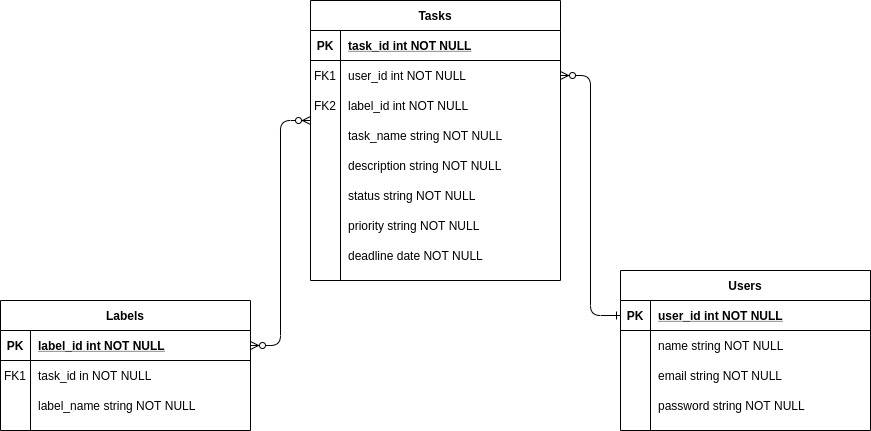 Tasks
PK task_id int NOT NULL
FK1 user_id int NOT NULL
FK2 label_id int NOT NULL
task_name string NOT NULL
description string NOT NULL
status string NOT NULL
priority string NOT NULL
deadline date NOT NULL
Labels
PK label_id int NOT NULL
FK1 task_id in NOT NULL
label_name string NOT NULL
Users
PK user_id int NOT NULL
name string NOT NULL
email string NOT NULL
password string NOT NULL